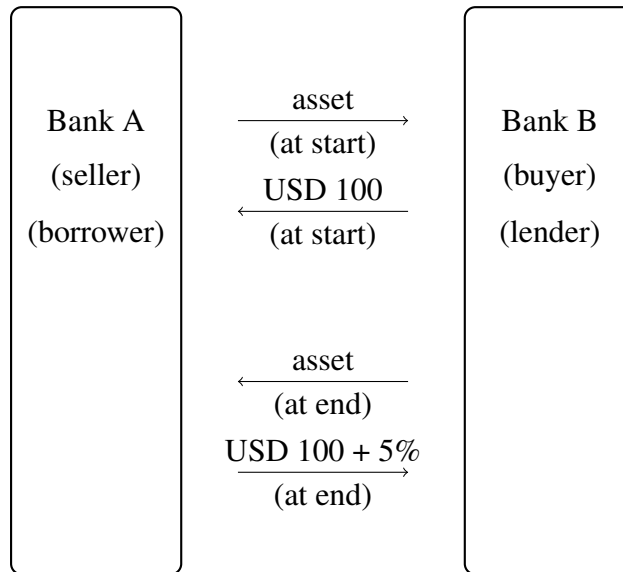 Bank A
(seller)
(borrower)
asset
(at start)
USD 100
(at start)
asset
(at end)
USD 100 + 5%
(at end)
Bank B
(buyer)
(lender)